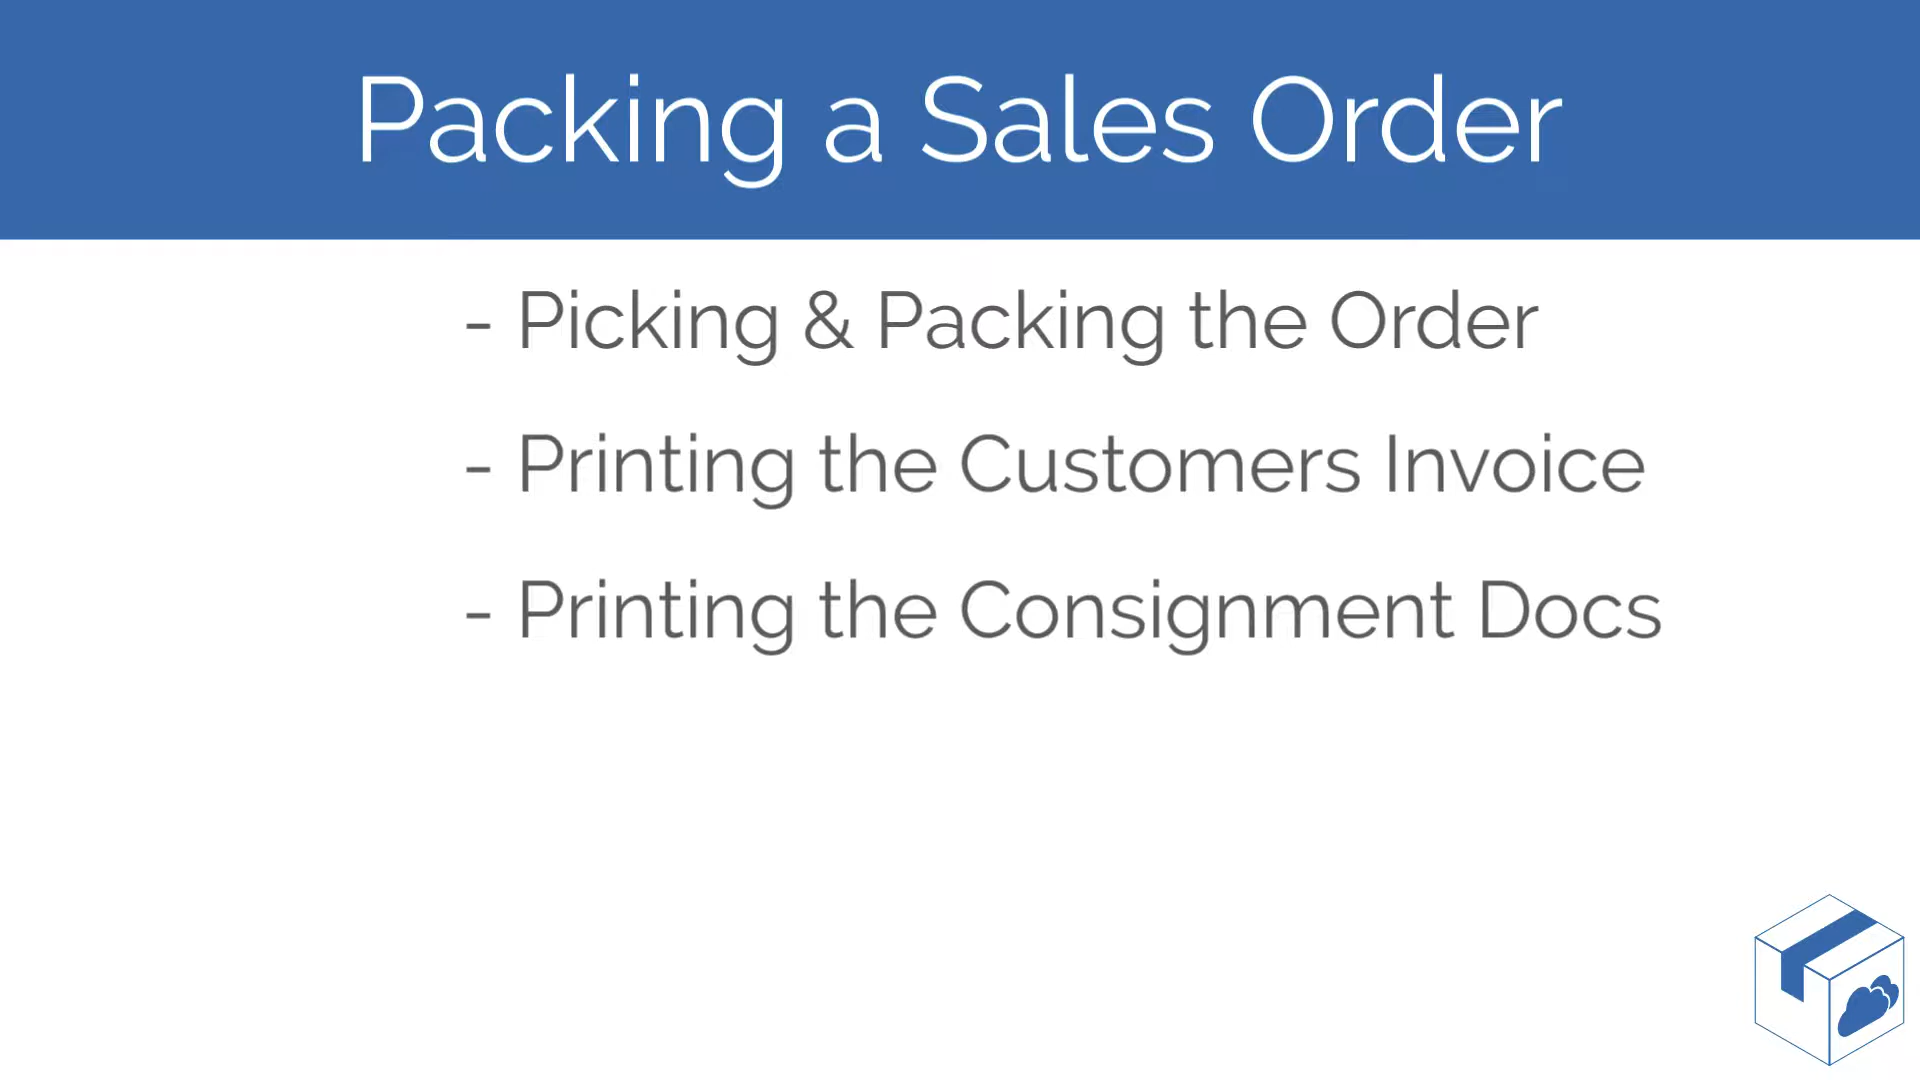 Packing a Sales Order
- Picking & Packing the Order
- Printing the Customers Invoice
- Printing the Consignment Docs